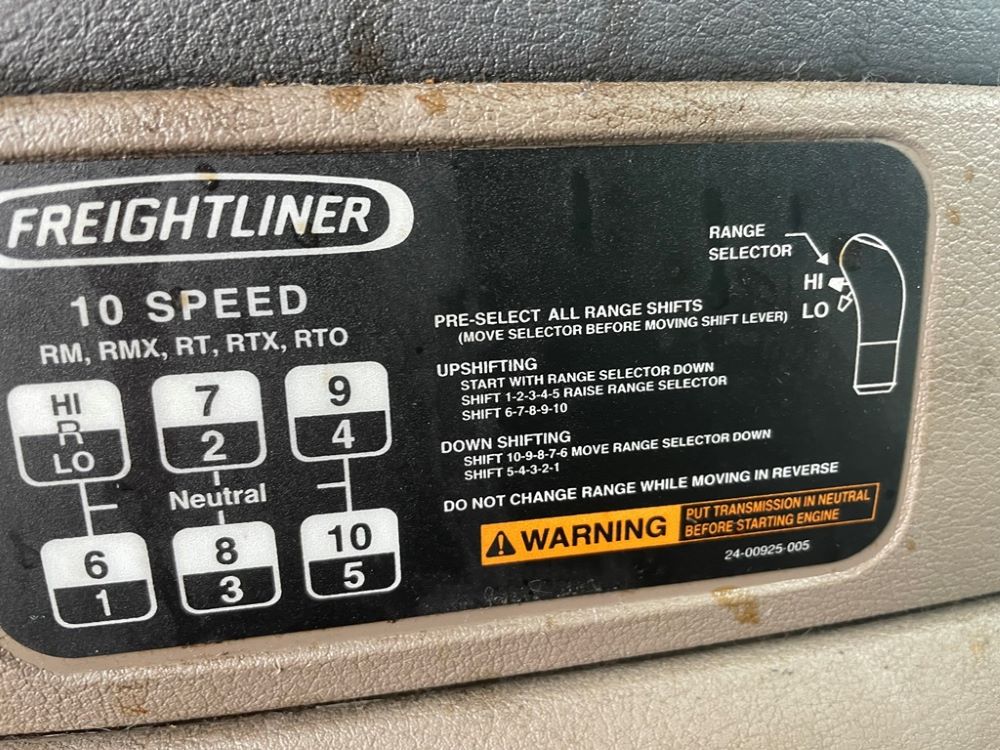 FREIGHTLINER
10 SPEED
RM, RMX, RT, RTX, RTO
HI
R
LO
7
2
9
4
Neutral
6
1
8
3
10
5
RANGE
SELECTOR
HI
LO
PRE-SELECT ALL RANGE SHIFTS
(MOVE SELECTOR BEFORE MOVING SHIFT LEVER)
UPSHIFTING
START WITH RANGE SELECTOR DOWN
SHIFT 1-2-3-4-5 RAISE RANGE SELECTOR
SHIFT 6-7-8-9-10
DOWN SHIFTING
SHIFT 10-9-8-7-6 MOVE RANGE SELECTOR DOWN
SHIFT 5-4-3-2-1
DO NOT CHANGE RANGE WHILE MOVING IN REVERSE
WARNING
PUT TRANSMISSION IN NEUTRAL
BEFORE STARTING ENGINE
24-00925-005